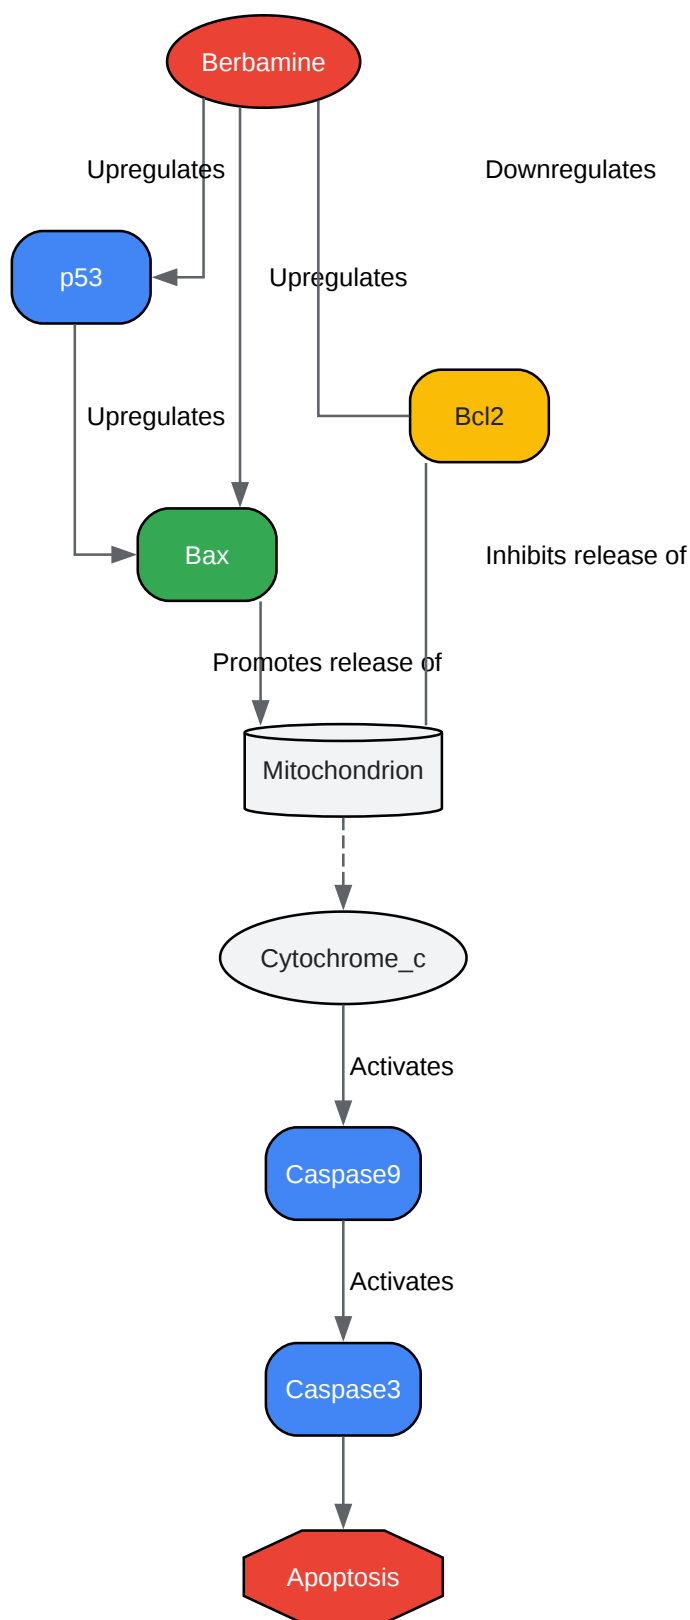 Berbamine
Upregulates
Downregulates
p53
Upregulates
Upregulates
Bcl2
Bax
Inhibits release of
Promotes release of
Mitochondrion
Cytochrome_c
Activates
Caspase9
Activates
Caspase3
Apoptosis